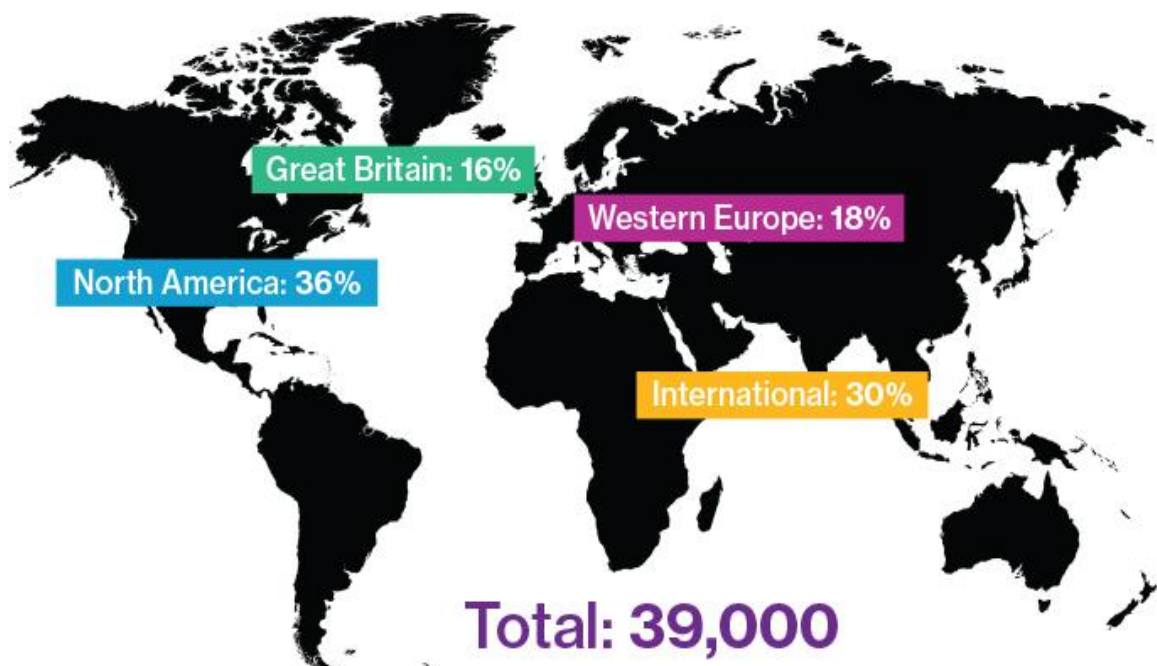 Great Britain: 16%
Western Europe: 18%
North America: 36%
International: 30%
Total: 39,000